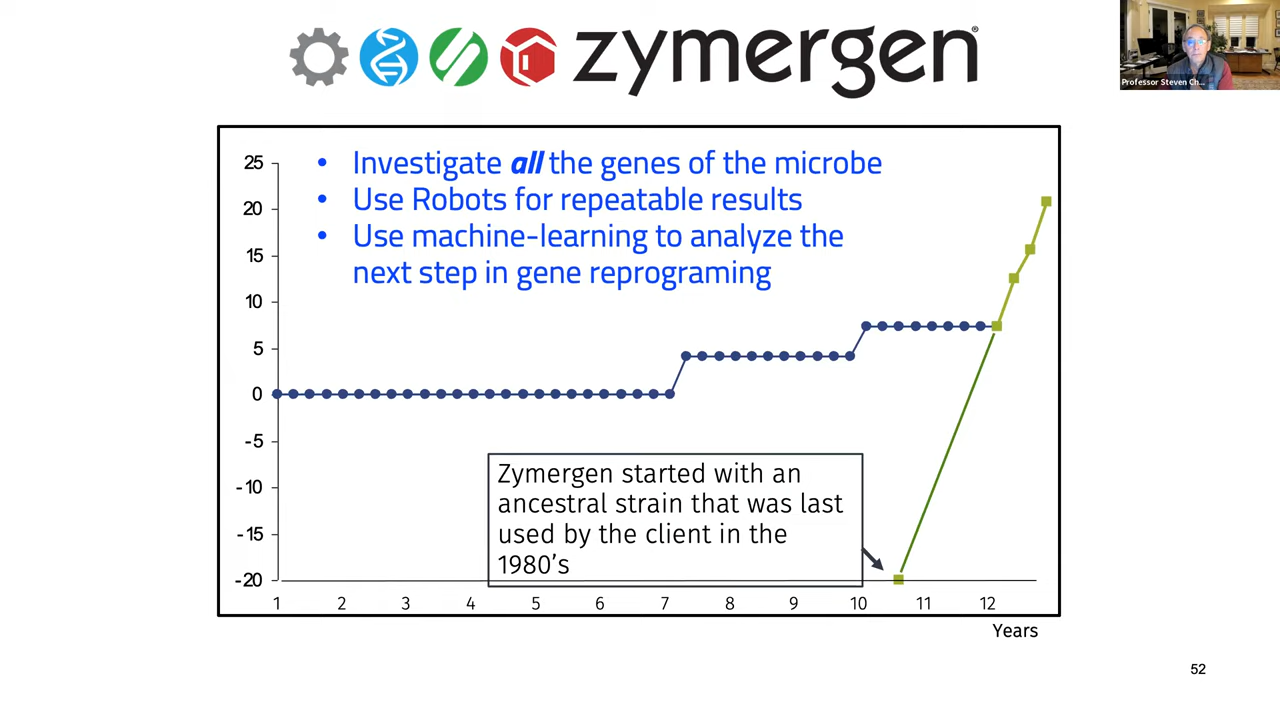 zymergen®
Professor Steven Ch...
• Investigate all the genes of the microbe
• Use Robots for repeatable results
• Use machine-learning to analyze the
next step in gene reprograming
25
20
15
10
5
0
-5
-10
-15
-20
Zymergen started with an
ancestral strain that was last
used by the client in the
1980’s
1 2 3 4 5 6 7 8 9 10 11 12
Years
52